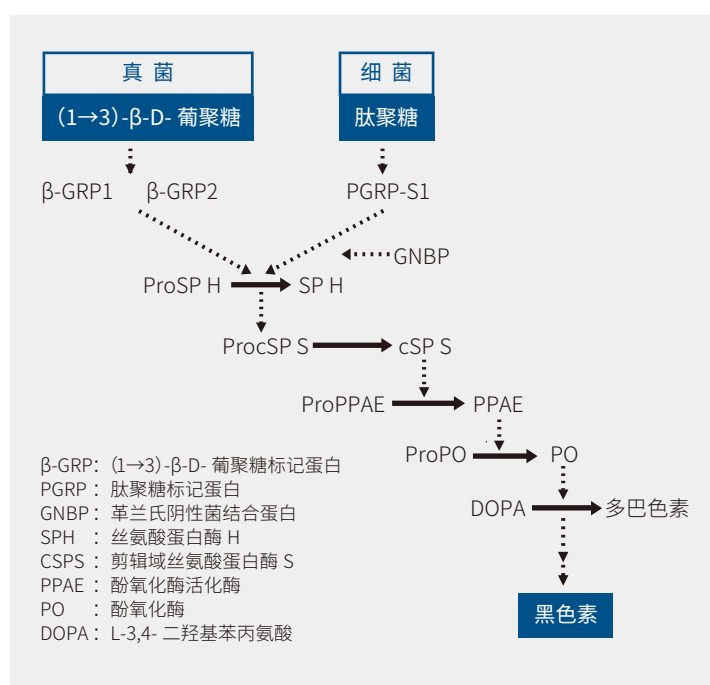 真 菌
细 菌
(1→3)-β-D- 葡聚糖
肽聚糖
β-GRP1
β-GRP2
PGRP-S1
GNBP
ProSP H
SP H
ProcSP S
cSP S
ProPPAE
PPAE
ProPO
PO
DOPA
多巴色素
黑色素
β-GRP：(1→3)-β-D- 葡聚糖标记蛋白
PGRP ：肽聚糖标记蛋白
GNBP ：革兰氏阴性菌结合蛋白
SPH ：丝氨酸蛋白酶 H
CSPS ：剪辑域丝氨酸蛋白酶 S
PPAE ：酚氧化酶活化酶
PO ：酚氧化酶
DOPA ：L-3,4- 二羟基苯丙氨酸